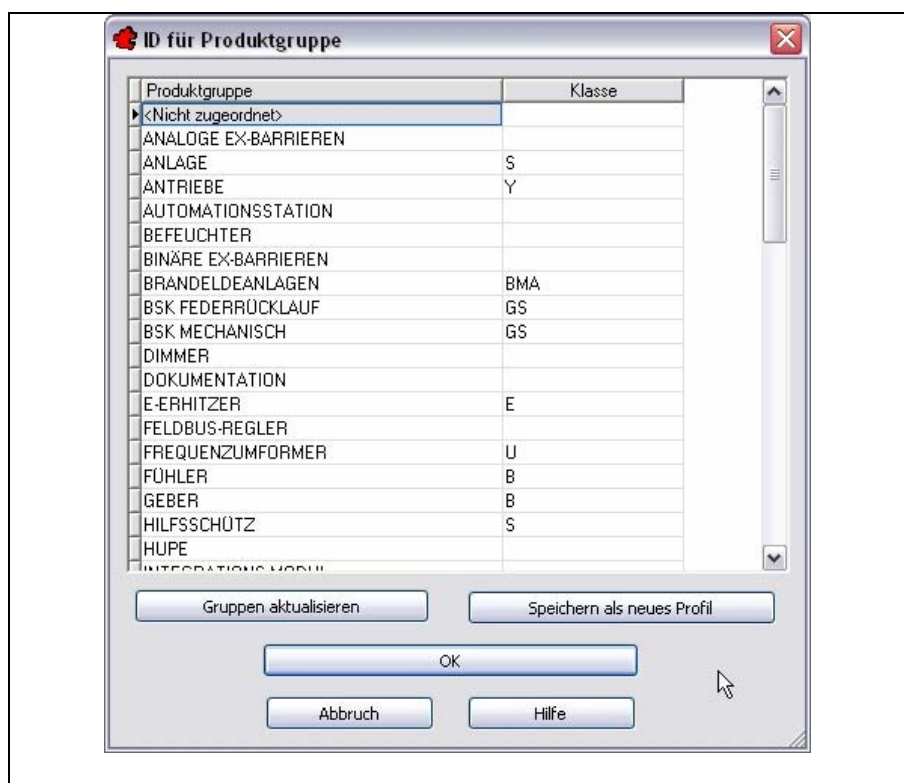 ID für Produktgruppe
Produktgruppe Klasse
<Nicht zugeordnet>
ANALOGE EX-BARRIEREN
ANLAGE S
ANTRIEBE Y
AUTOMATIONSSTATION
BEFEUCHTER
BINÄRE EX-BARRIEREN
BRANDELDEANLAGEN BMA
BSK FEDERRÜCKLAUF GS
BSK MECHANISCH GS
DIMMER
DOKUMENTATION
E-ERHITZER E
FELDBUS-REGLER
FREQUENZUMFORMER U
FÜHLER B
GEBER B
HILFSSCHÜTZ S
HUPE
INTEGRATIONS MODUL
Gruppen aktualisieren Speichern als neues Profil
OK
Abbruch Hilfe